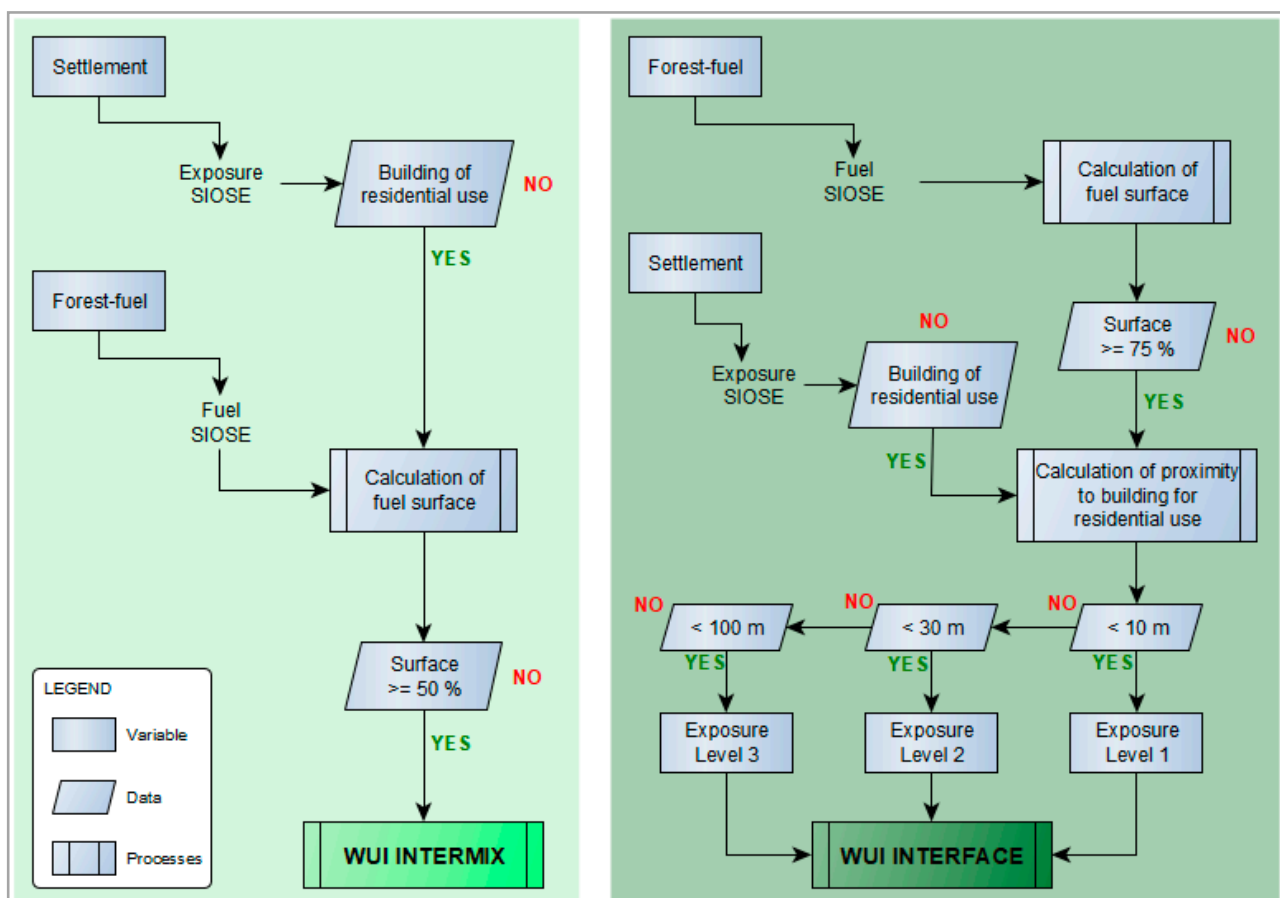 Settlement
Exposure
SIOSE
Building of
residential use
NO
YES
Forest-fuel
Fuel
SIOSE
Calculation of
fuel surface
Surface
>= 50 %
NO
YES
WUI INTERMIX
LEGEND
Variable
Data
Processes
Forest-fuel
Fuel
SIOSE
Calculation of
fuel surface
Settlement
Exposure
SIOSE
NO
Building of
residential use
YES
Surface
>= 75 %
NO
YES
Calculation of proximity
to building for
residential use
NO
< 100 m
NO
< 30 m
NO
< 10 m
YES
YES
YES
Exposure
Level 3
Exposure
Level 2
Exposure
Level 1
WUI INTERFACE